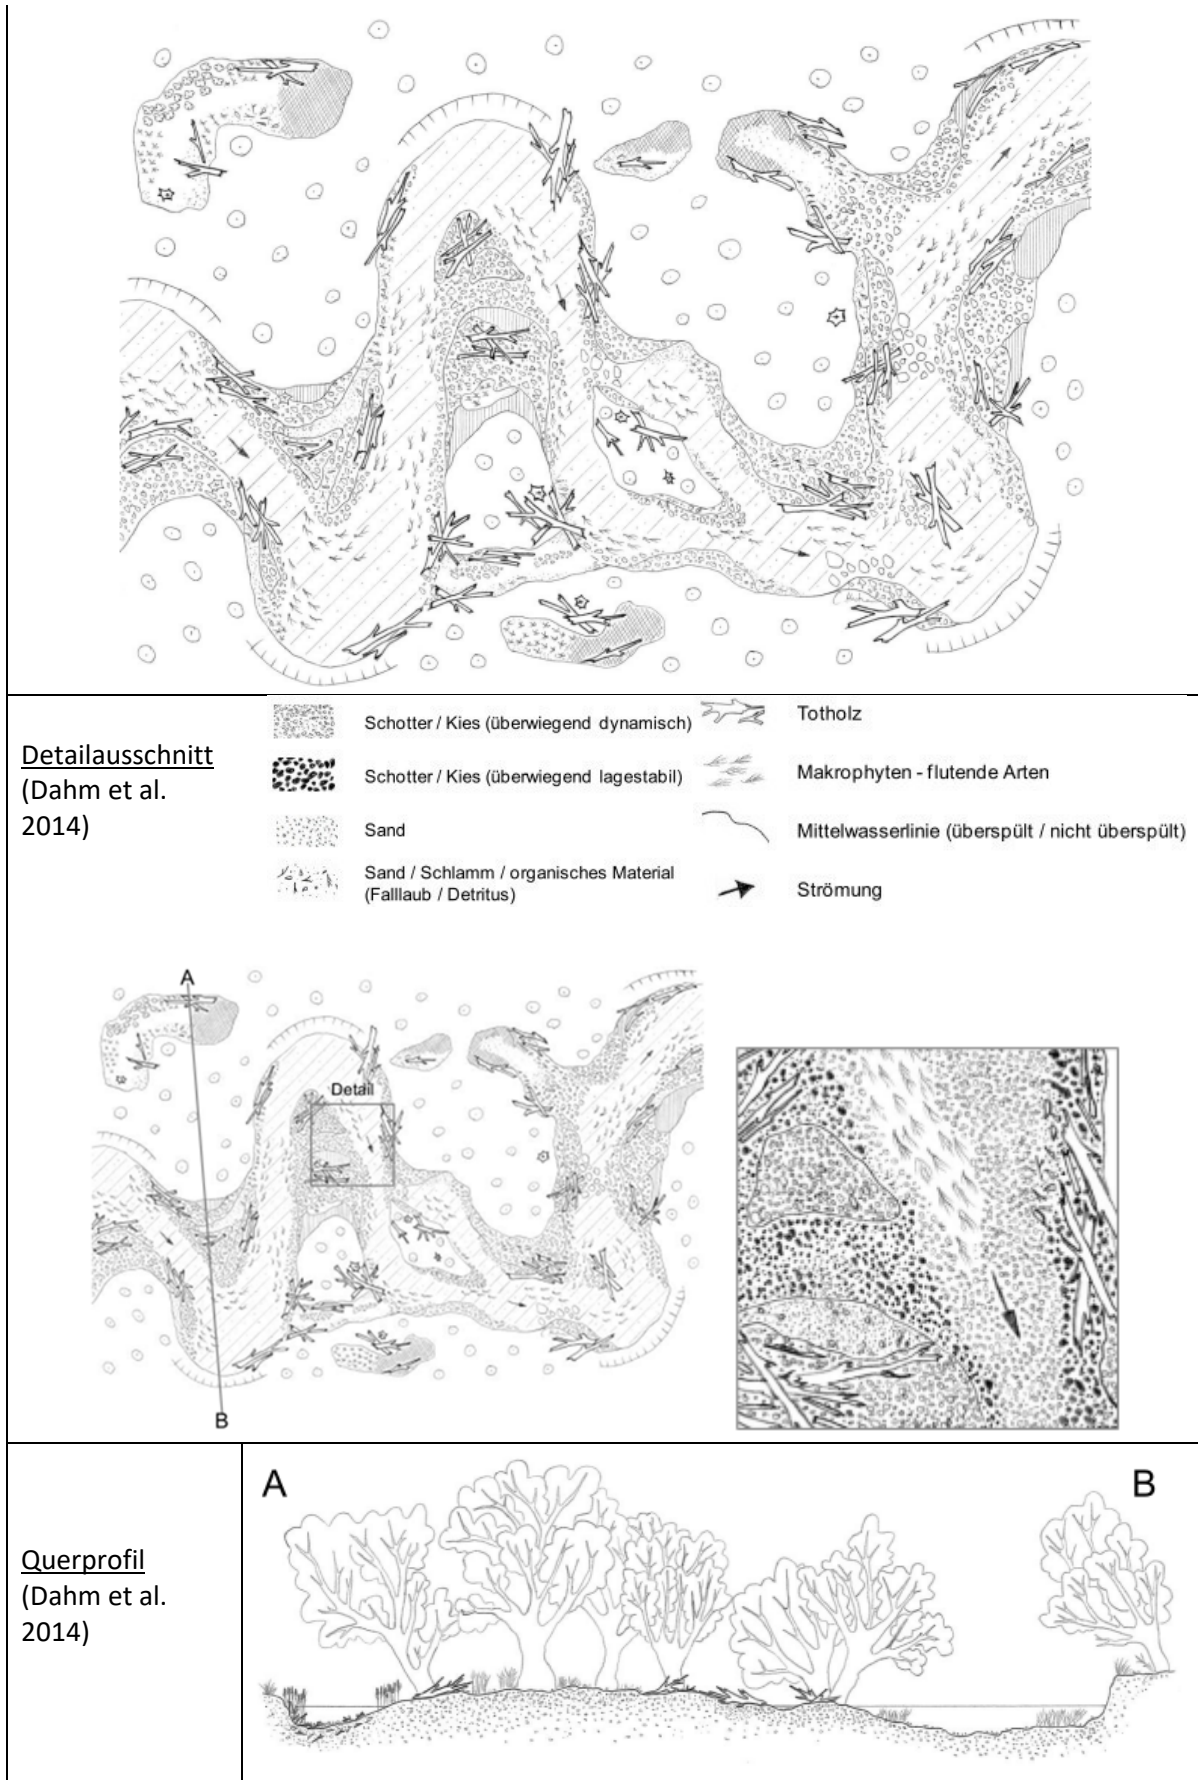 Detailausschnitt
(Dahm et al.
2014)
Schotter / Kies (überwiegend dynamisch)
Schotter / Kies (überwiegend lagestabil)
Sand
Sand / Schlamm / organisches Material
(Falllaub / Detritus)
Totholz
Makrophyten - flutende Arten
Mittelwasserlinie (überspült / nicht überspült)
Strömung
A
Detail
B
Querprofil
(Dahm et al.
2014)
A
B